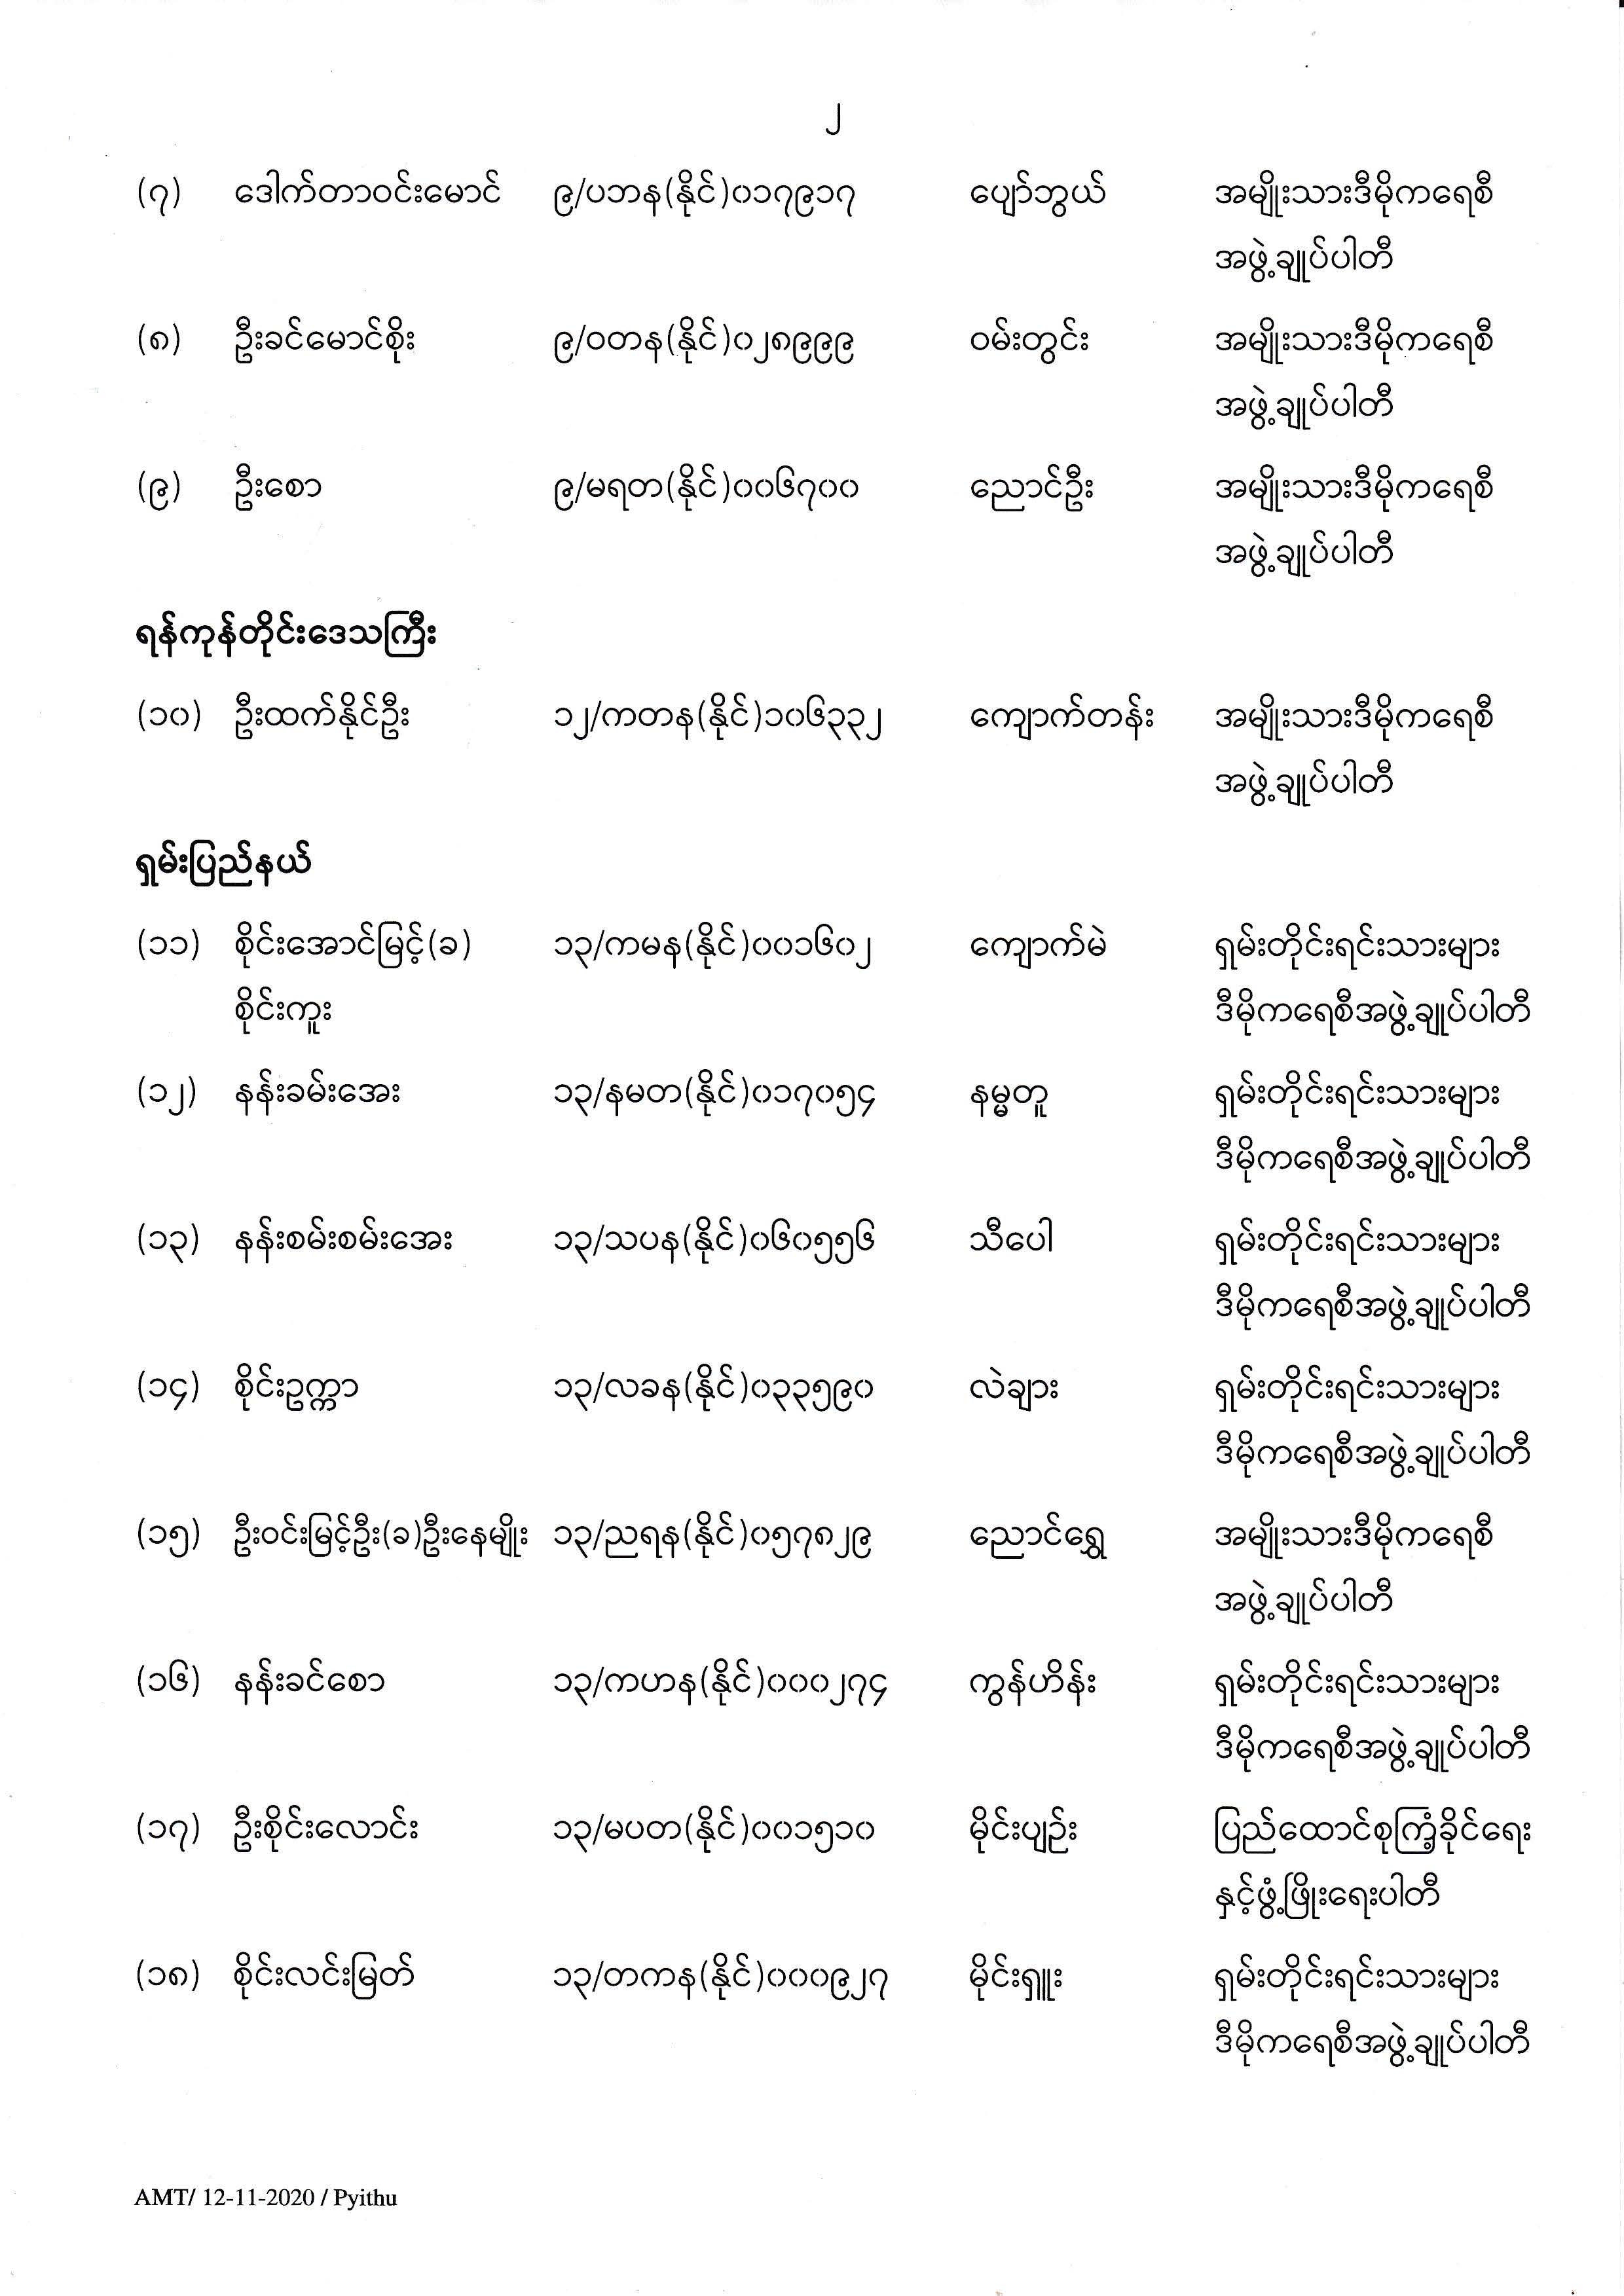 ၂
(၇) ဒေါက်တာဝင်းမောင် ၉/ပဘန(နိုင်)၀၁၇၉၁၇ ပျော်ဘွယ် အမျိုးသားဒီမိုကရေစီ
အဖွဲ့ချုပ်ပါတီ
(၈) ဦးခင်မောင်စိုး ၉/ဝတန(နိုင်)၀၂၈၉၉၉ ဝမ်းတွင်း အမျိုးသားဒီမိုကရေစီ
အဖွဲ့ချုပ်ပါတီ
(၉) ဦးစော ၉/မရတ(နိုင်)၀၀၆၇၀၀ ညောင်ဦး အမျိုးသားဒီမိုကရေစီ
အဖွဲ့ချုပ်ပါတီ
ရန်ကုန်တိုင်းဒေသကြီး
(၁၀) ဦးထက်နိုင်ဦး ၁၂/ကတန(နိုင်)၁၀၆၃၃၂ ကျောက်တန်း အမျိုးသားဒီမိုကရေစီ
အဖွဲ့ချုပ်ပါတီ
ရှမ်းပြည်နယ်
(၁၁) စိုင်းအောင်မြင့်(ခ) ၁၃/ကမန(နိုင်)၀၀၁၆၀၂ ကျောက်မဲ ရှမ်းတိုင်းရင်းသားများ
စိုင်းကူး ဒီမိုကရေစီအဖွဲ့ချုပ်ပါတီ
(၁၂) နန်းခမ်းအေး ၁၃/နမတ(နိုင်)၀၁၇၀၅၄ နမ္မတူ ရှမ်းတိုင်းရင်းသားများ
ဒီမိုကရေစီအဖွဲ့ချုပ်ပါတီ
(၁၃) နန်းစမ်းစမ်းအေး ၁၃/သပန(နိုင်)၀၆၀၅၅၆ သီပေါ ရှမ်းတိုင်းရင်းသားများ
ဒီမိုကရေစီအဖွဲ့ချုပ်ပါတီ
(၁၄) စိုင်းဥက္ကာ ၁၃/လခန(နိုင်)၀၃၃၅၉၀ လဲချား ရှမ်းတိုင်းရင်းသားများ
ဒီမိုကရေစီအဖွဲ့ချုပ်ပါတီ
(၁၅) ဦးဝင်းမြင့်ဦး(ခ)ဦးနေမျိုး ၁၃/ညရန(နိုင်)၀၅၇၈၂၉ ညောင်ရွှေ အမျိုးသားဒီမိုကရေစီ
အဖွဲ့ချုပ်ပါတီ
(၁၆) နန်းခင်စော ၁၃/ကဟန(နိုင်)၀၀၀၂၇၄ ကွန်ဟိန်း ရှမ်းတိုင်းရင်းသားများ
ဒီမိုကရေစီအဖွဲ့ချုပ်ပါတီ
(၁၇) ဦးစိုင်းလောင်း ၁၃/မပတ(နိုင်)၀၀၁၅၁၀ မိုင်းပျဉ်း ပြည်ထောင်စုကြံ့ခိုင်ရေး
နှင့်ဖွံ့ဖြိုးရေးပါတီ
(၁၈) စိုင်းလင်းမြတ် ၁၃/တကန(နိုင်)၀၀၀၉၂၇ မိုင်းရှူး ရှမ်းတိုင်းရင်းသားများ
ဒီမိုကရေစီအဖွဲ့ချုပ်ပါတီ
AMT/ 12-11-2020 / Pyithu